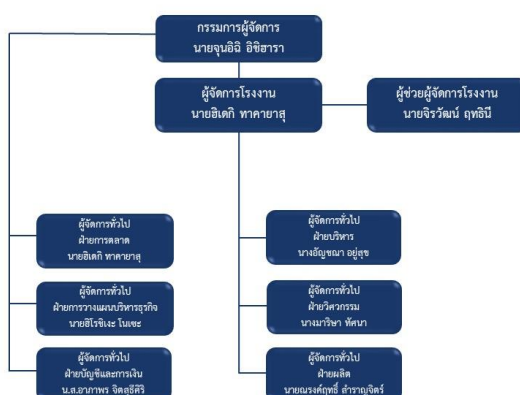 กรรมการผู้จัดการ
นายจุนอิฉิ อิชิฮารา
ผู้จัดการโรงงาน
นายฮิเดกิ ทาคายาสุ
ผู้ช่วยผู้จัดการโรงงาน
นายจิรวัฒน์ ฤทธินี
ผู้จัดการทั่วไป
ฝ่ายการตลาด
นายฮิเดกิ ทาคายาสุ
ผู้จัดการทั่วไป
ฝ่ายการวางแผนบริหารธุรกิจ
นายฮิโรชิเงะ โนเซะ
ผู้จัดการทั่วไป
ฝ่ายบัญชีและการเงิน
น.ส.อาภาพร จิตสุธีศิริ
ผู้จัดการทั่วไป
ฝ่ายบริหาร
นางอัญชณา อยู่สุข
ผู้จัดการทั่วไป
ฝ่ายวิศวกรรม
นางมาริษา ทัศนา
ผู้จัดการทั่วไป
ฝ่ายผลิต
นายณรงค์ฤทธิ์ สำราญจิตร์